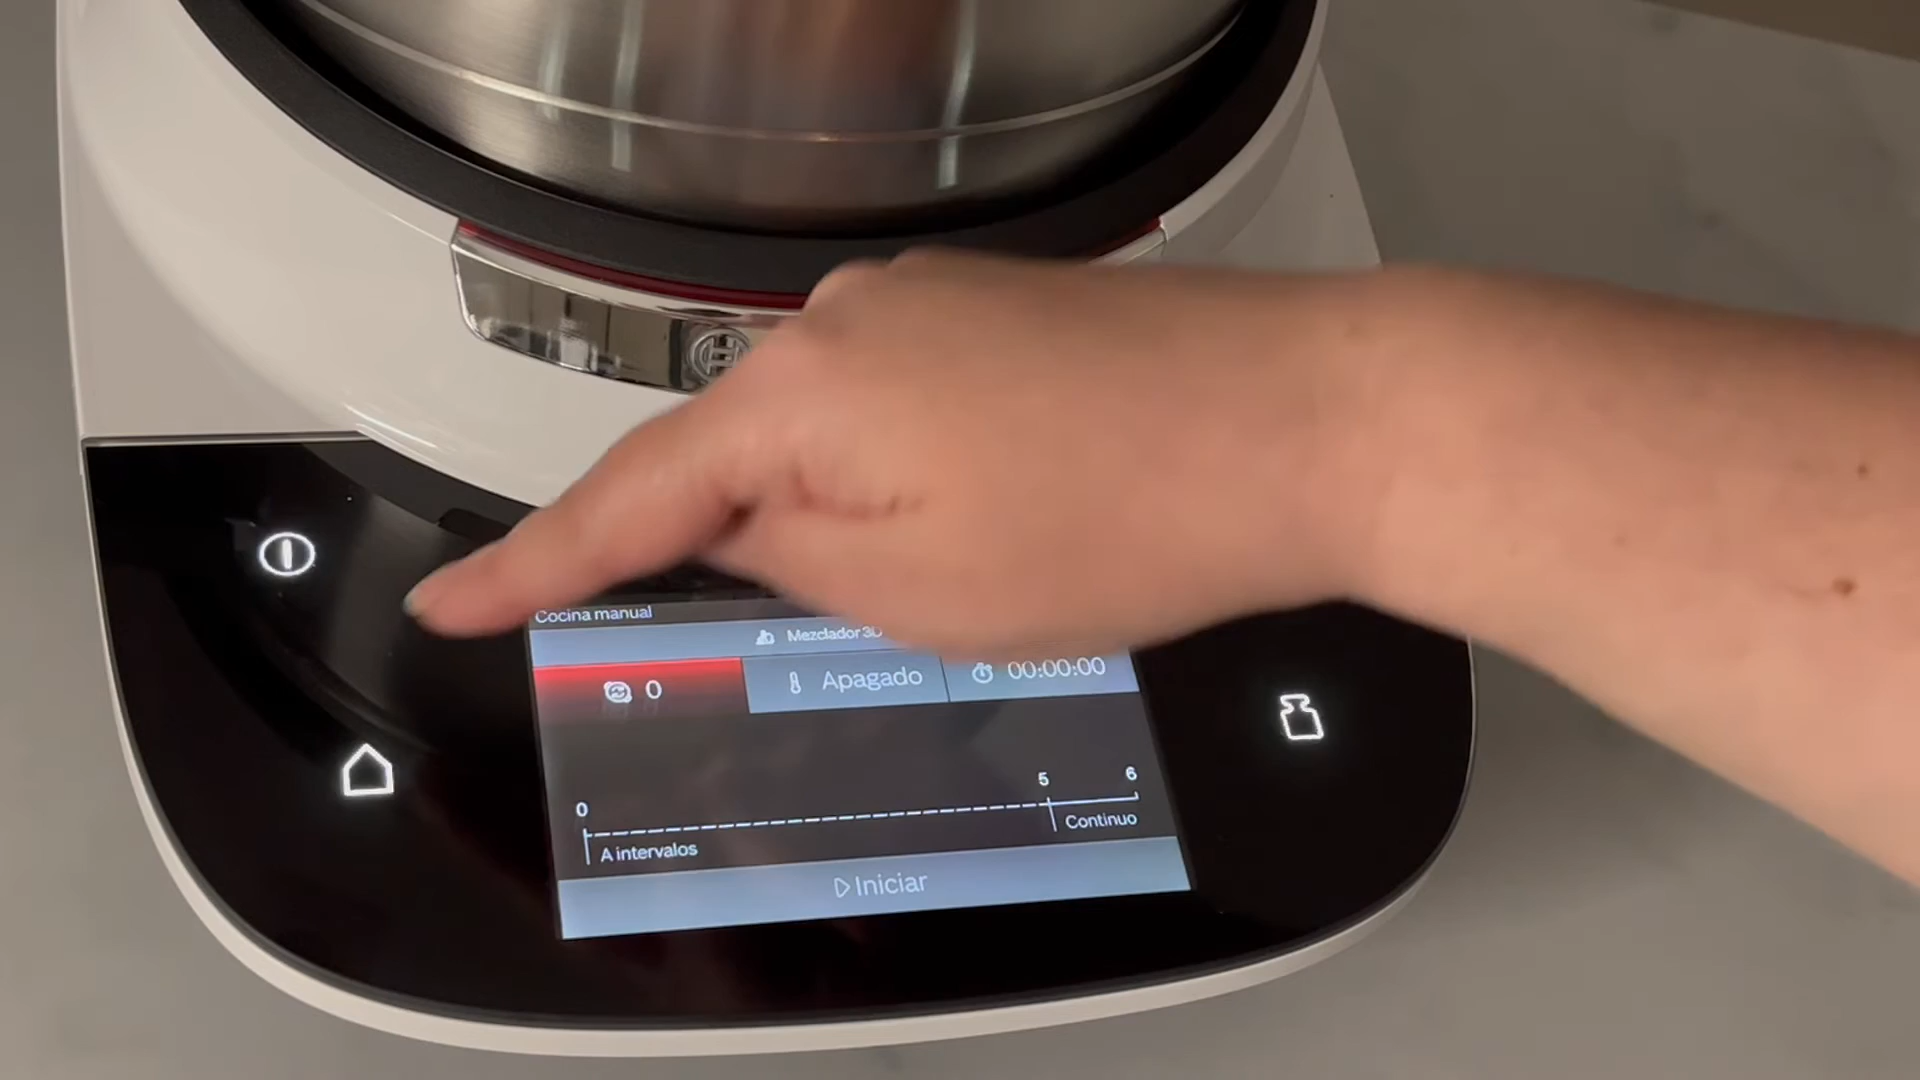 Cocina manual
Mezclador 3D
0
Apagado
00:00:00
0
5
6
A intervalos
Continuo
Iniciar